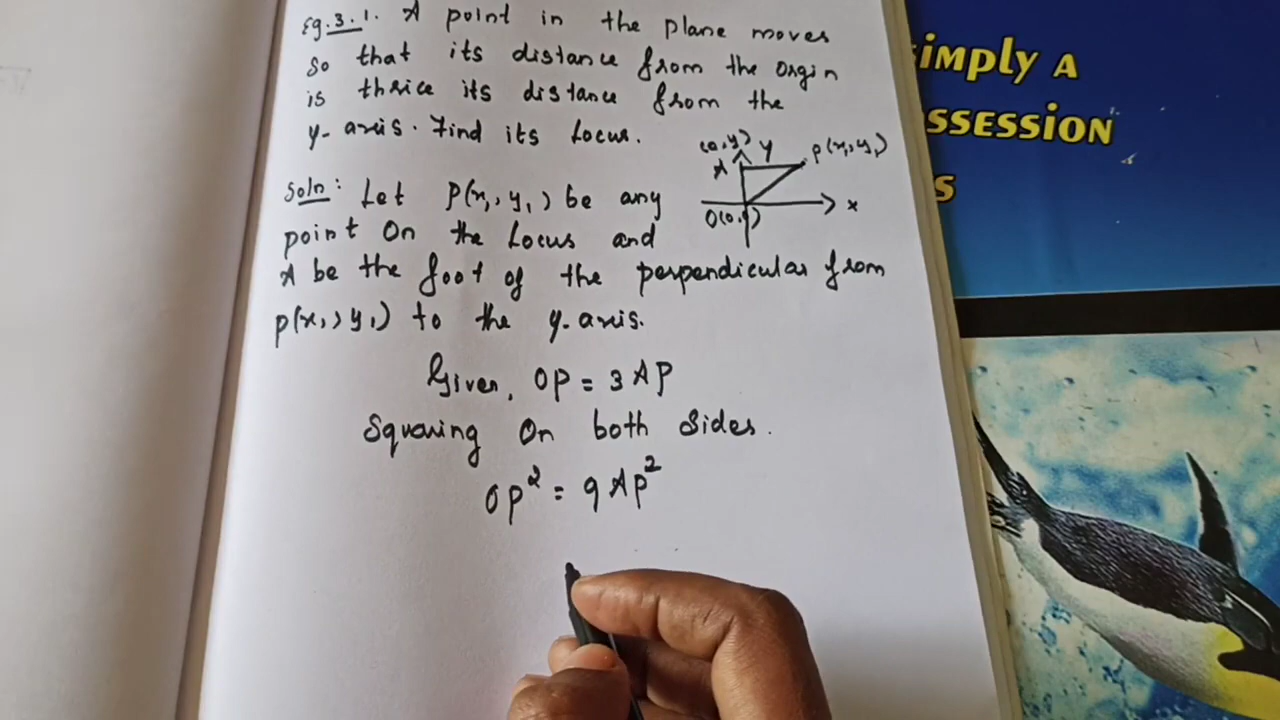 Eg.3.1. A point in the plane moves
so that its distance from the orgin
is thrice its distance from the
y-axis. Find its locus.
Soln: Let P(x₁, y₁) be any
point on the locus and
A be the foot of the perpendicular from
P(x₁, y₁) to the y-axis.
Given, OP = 3AP
Squaring on both sides.
OP² = 9AP²
(0,y)
y
P(x₁,y₁)
A
x
O(0,0)
SIMPLY A
SSESSION
S